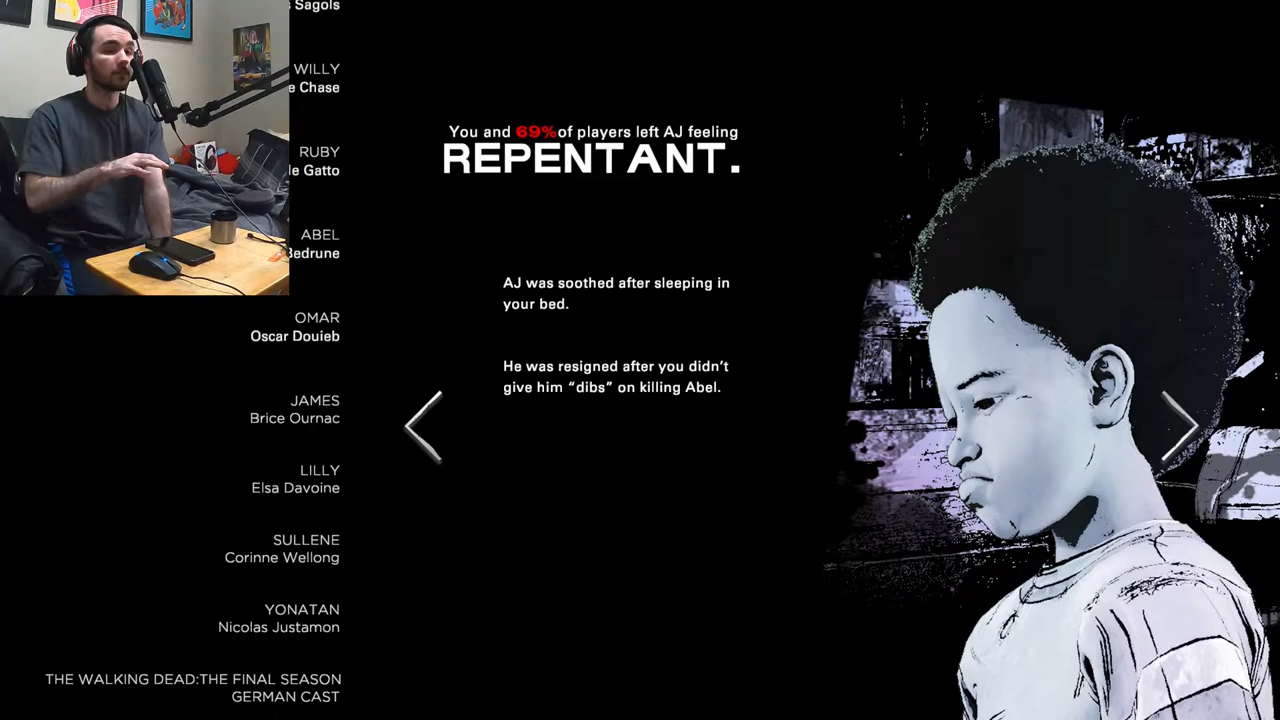 Sagols
WILLY
Chase
RUBY
Gatto
ABEL
Bedrune
OMAR
Oscar Douieb
JAMES
Brice Ournac
LILLY
Elsa Davoine
SULLENE
Corinne Wellong
YONATAN
Nicolas Justamon
THE WALKING DEAD:THE FINAL SEASON
GERMAN CAST
You and 69%of players left AJ feeling
REPENTANT.
AJ was soothed after sleeping in
your bed.
He was resigned after you didn't
give him “dibs” on killing Abel.